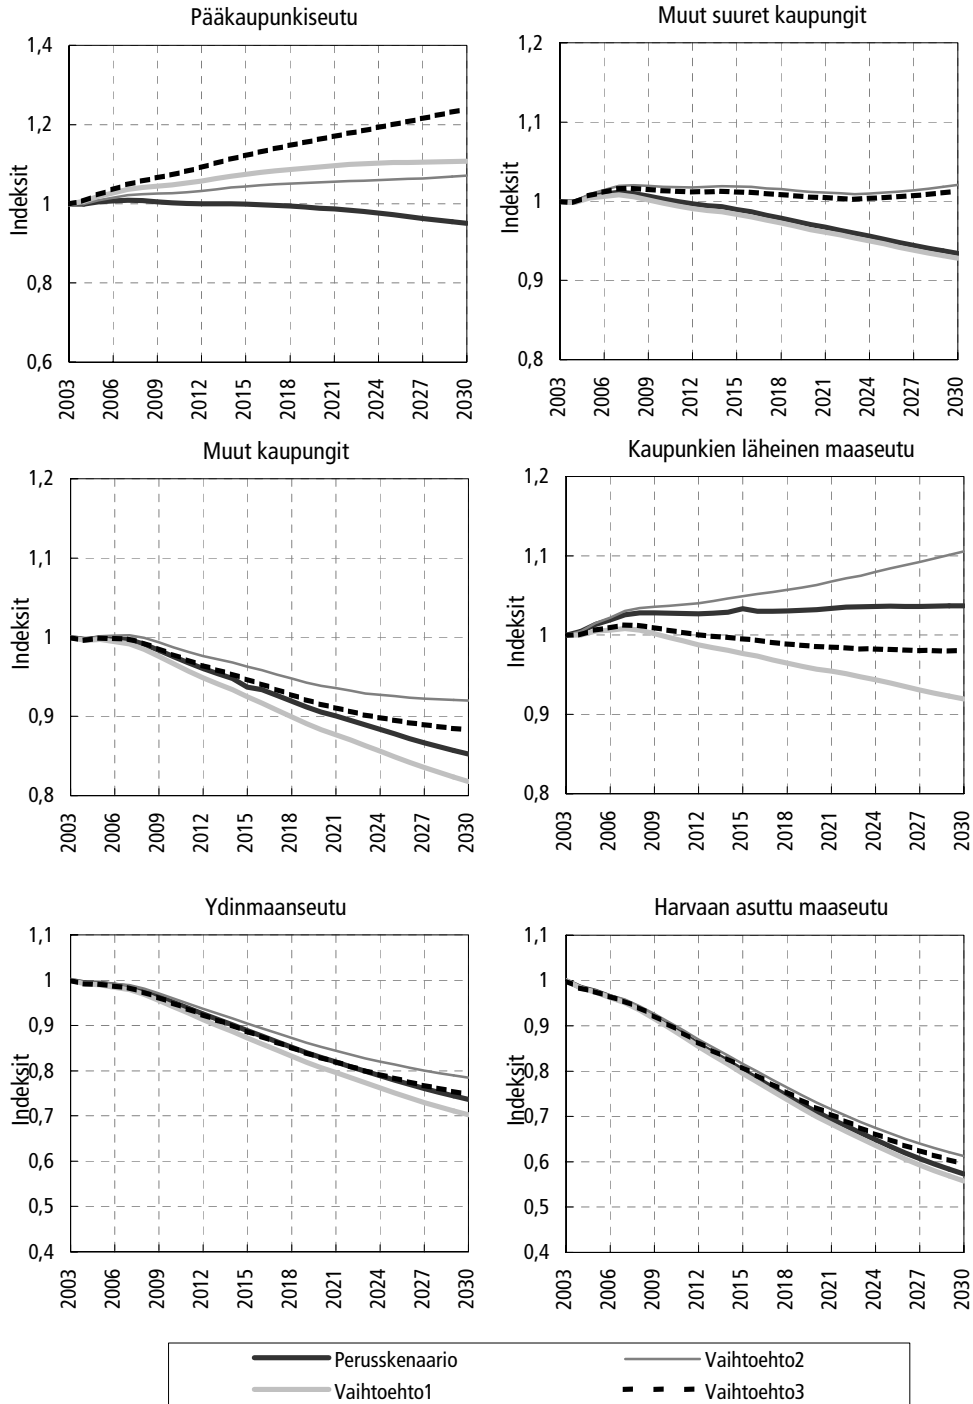 Pääkaupunkiseutu
1,4
1,2
1
0,8
0,6
Indeksit
2003 2006 2009 2012 2015 2018 2021 2024 2027 2030
Muut suuret kaupungit
1,2
1,1
1
0,9
0,8
Indeksit
2003 2006 2009 2012 2015 2018 2021 2024 2027 2030
Muut kaupungit
1,2
1,1
1
0,9
0,8
Indeksit
2003 2006 2009 2012 2015 2018 2021 2024 2027 2030
Kaupunkien läheinen maaseutu
1,2
1,1
1
0,9
0,8
Indeksit
2003 2006 2009 2012 2015 2018 2021 2024 2027 2030
Ydinmaanseutu
1,1
1
0,9
0,8
0,7
0,6
0,5
0,4
Indeksit
2003 2006 2009 2012 2015 2018 2021 2024 2027 2030
Harvaan asuttu maaseutu
1,1
1
0,9
0,8
0,7
0,6
0,5
0,4
Indeksit
2003 2006 2009 2012 2015 2018 2021 2024 2027 2030
Perusskenaario
Vaihtoehto2
Vaihtoehto1
Vaihtoehto3